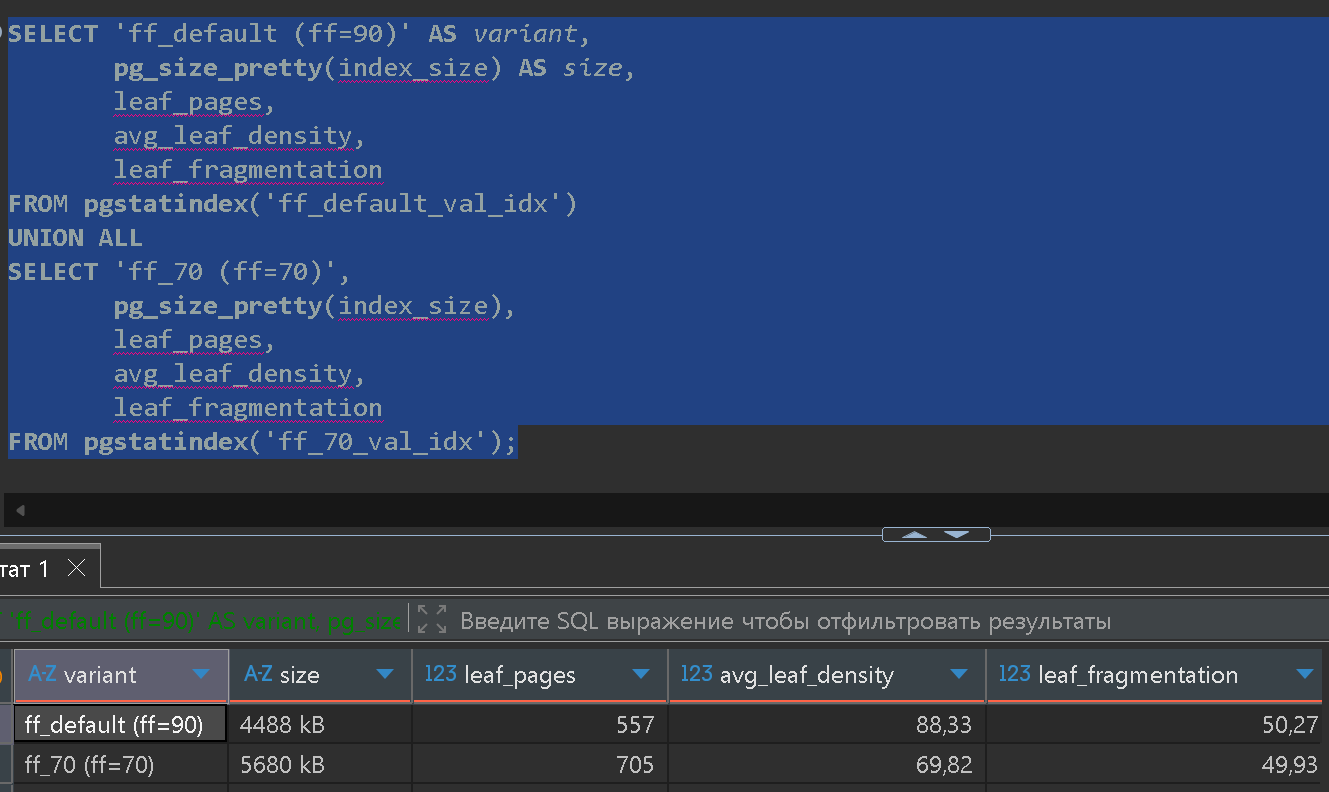 SELECT 'ff_default (ff=90)' AS variant,
pg_size_pretty(index_size) AS size,
leaf_pages,
avg_leaf_density,
leaf_fragmentation
FROM pgstatindex('ff_default_val_idx')
UNION ALL
SELECT 'ff_70 (ff=70)',
pg_size_pretty(index_size),
leaf_pages,
avg_leaf_density,
leaf_fragmentation
FROM pgstatindex('ff_70_val_idx');
тат 1
'ff_default (ff=90)' AS variant, pg_size Введите SQL выражение чтобы отфильтровать результаты
A-Z variant A-Z size 123 leaf_pages 123 avg_leaf_density 123 leaf_fragmentation
ff_default (ff=90) 4488 kB 557 88,33 50,27
ff_70 (ff=70) 5680 kB 705 69,82 49,93